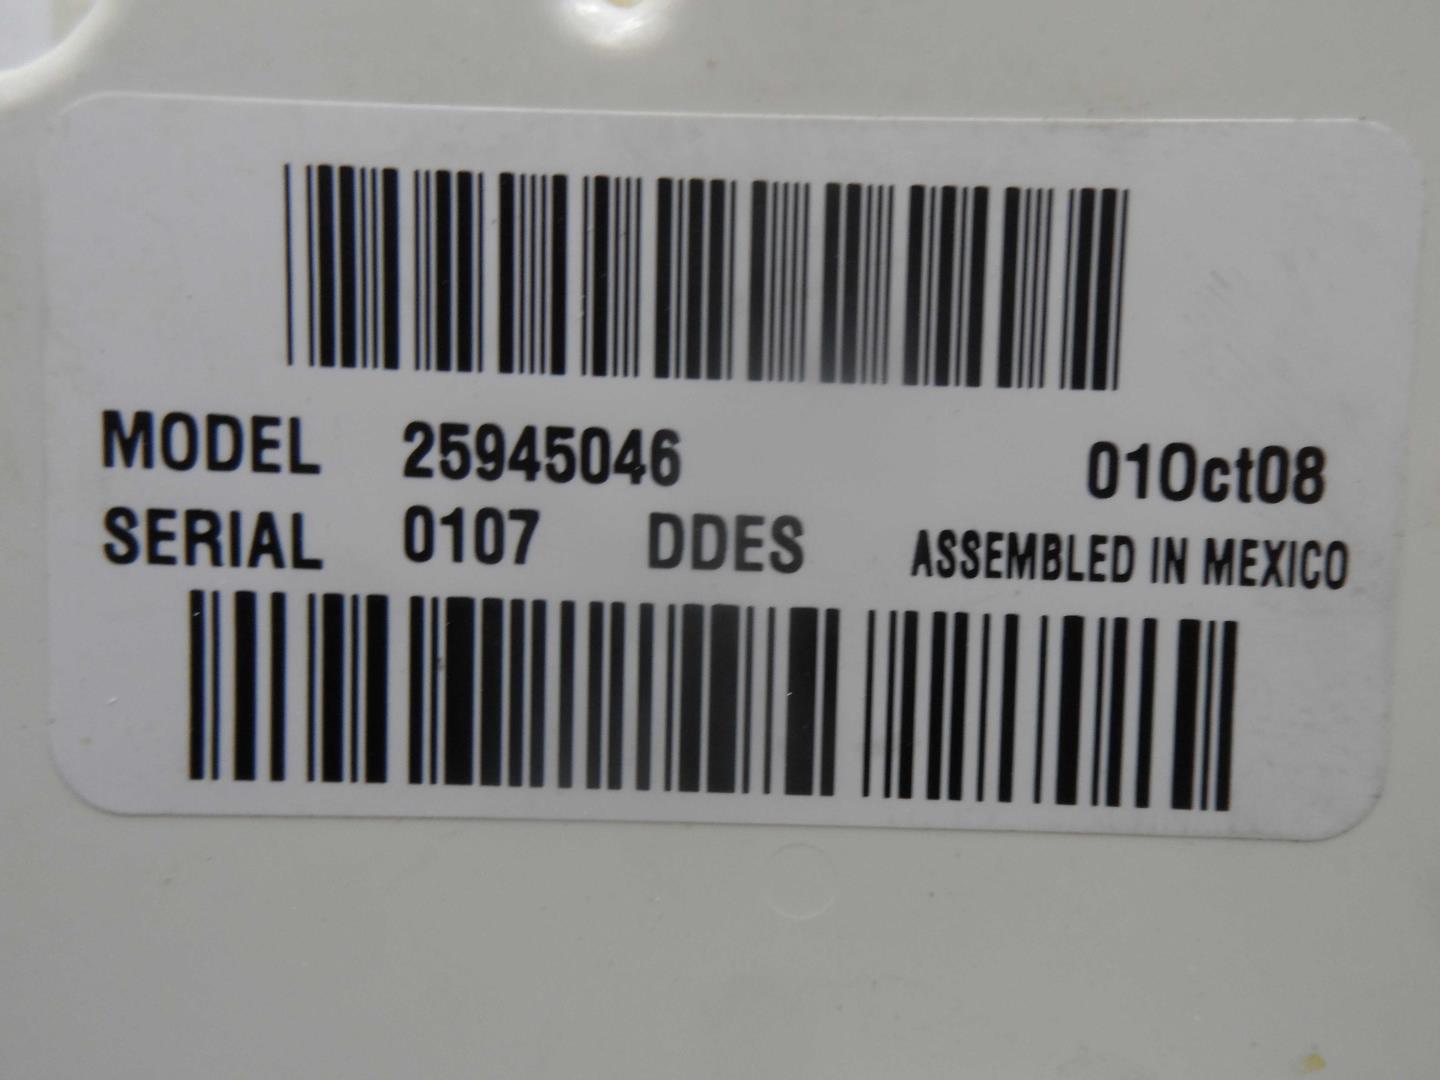 MODEL 25945046 01Oct08
SERIAL 0107 DDES ASSEMBLED IN MEXICO